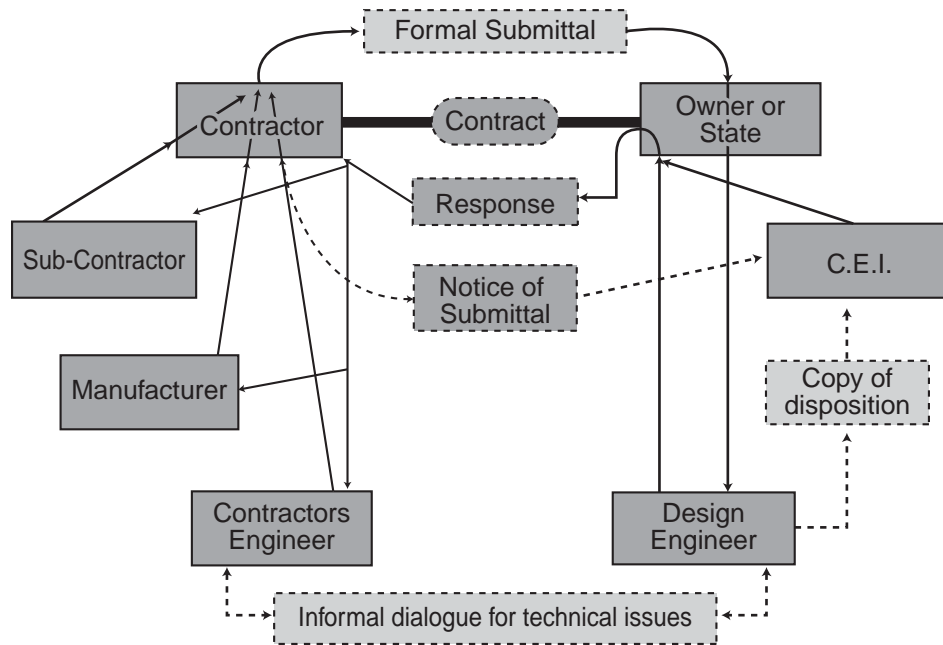 Formal Submittal
Contractor
Contract
Owner or
State
Response
Sub-Contractor
C.E.I.
Notice of
Submittal
Manufacturer
Copy of
disposition
Contractors
Engineer
Design
Engineer
Informal dialogue for technical issues